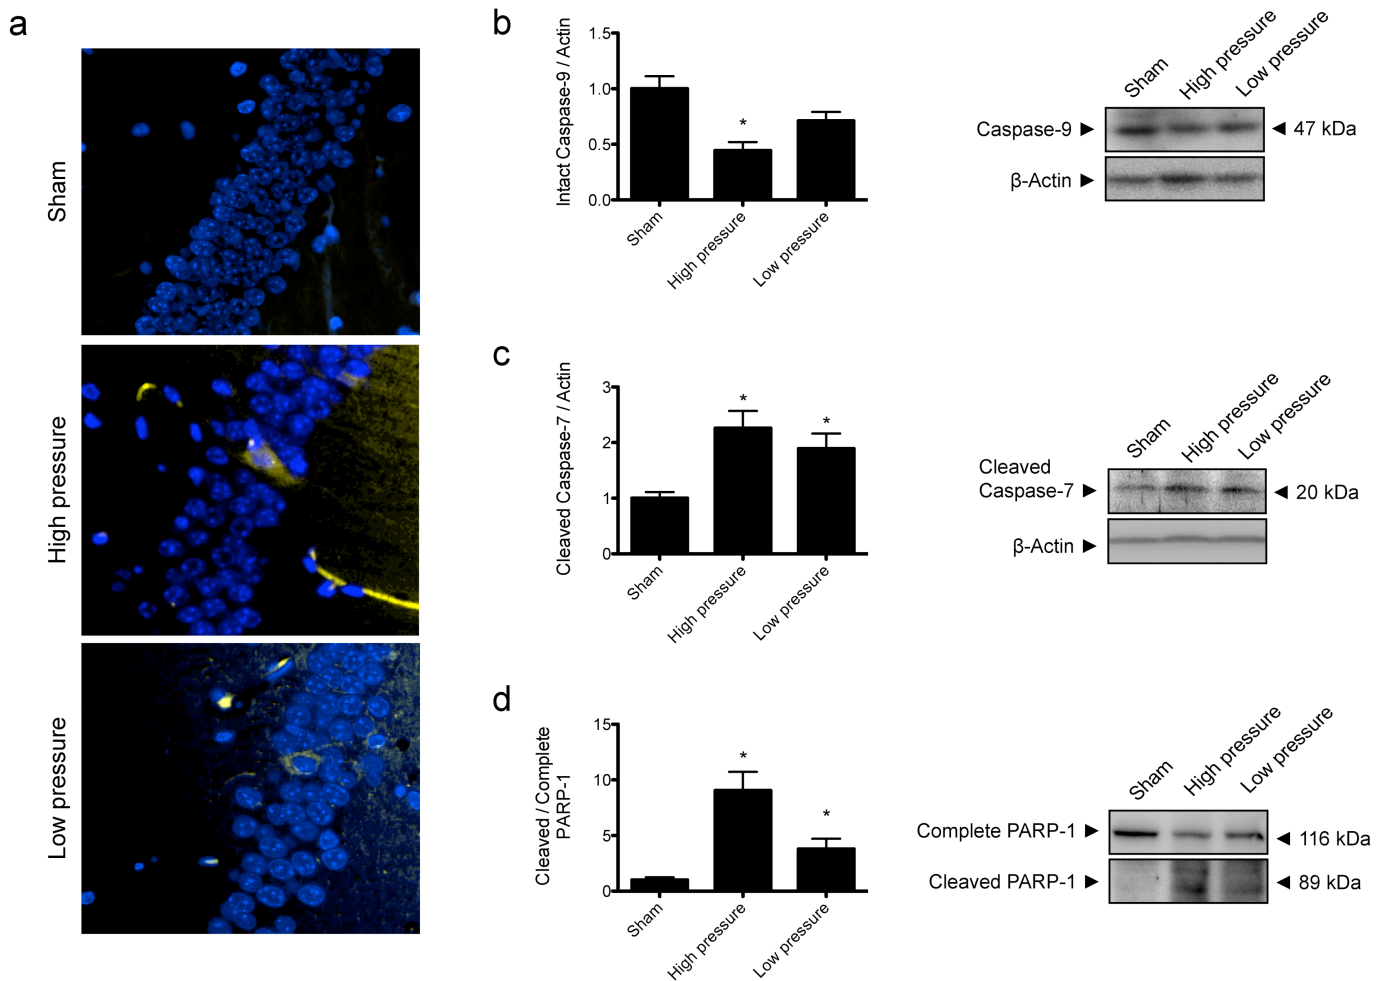 a
Sham
High pressure
Low pressure
b
Intact Caspase-9 / Actin
1.5
1.0
0.5
0.0
*
Sham
High pressure
Low pressure
Sham
High pressure
Low pressure
Caspase-9 ►
◄ 47 kDa
β-Actin ►
c
Cleaved Caspase-7 / Actin
3
2
1
0
*
*
Sham
High pressure
Low pressure
Sham
High pressure
Low pressure
Cleaved
Caspase-7 ►
◄ 20 kDa
β-Actin ►
d
Cleaved / Complete
PARP-1
15
10
5
0
*
*
Sham
High pressure
Low pressure
Sham
High pressure
Low pressure
Complete PARP-1 ►
◄ 116 kDa
Cleaved PARP-1 ►
◄ 89 kDa